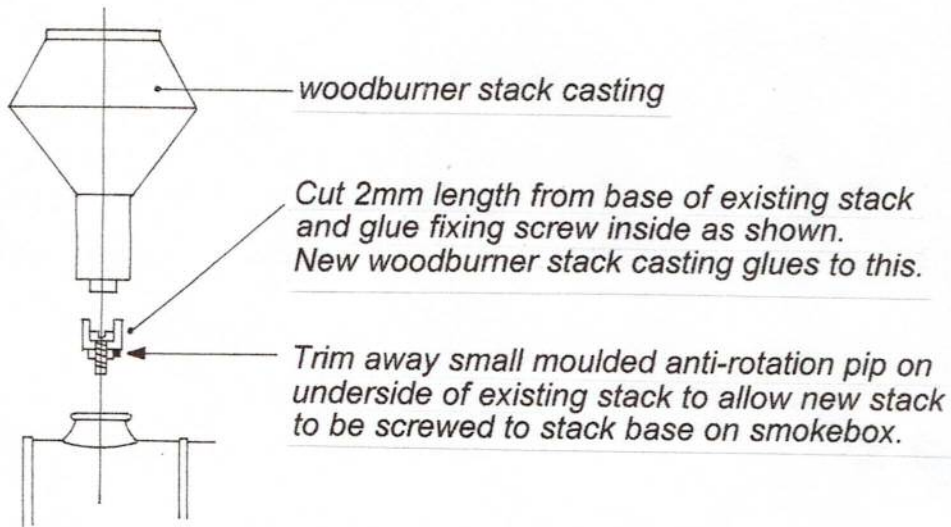 woodburner stack casting
Cut 2mm length from base of existing stack
and glue fixing screw inside as shown.
New woodburner stack casting glues to this.
Trim away small moulded anti-rotation pip on
underside of existing stack to allow new stack
to be screwed to stack base on smokebox.